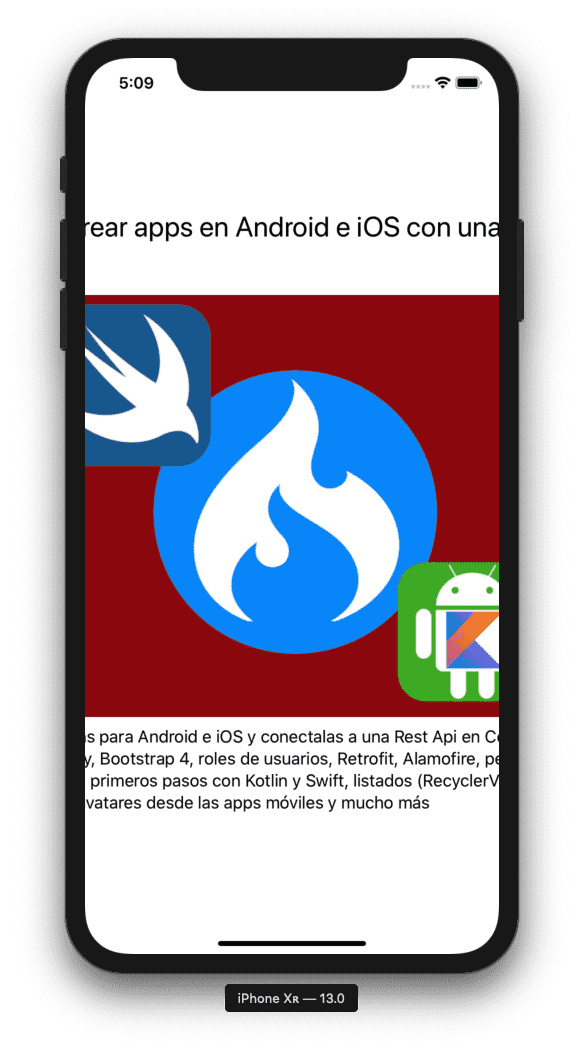 5:09
rear apps en Android e iOS con una
as para Android e iOS y conectalas a una Rest Api en Co
y, Bootstrap 4, roles de usuarios, Retrofit, Alamofire, pe
primeros pasos con Kotlin y Swift, listados (RecyclerV
vatares desde las apps móviles y mucho más
iPhone Xʀ — 13.0